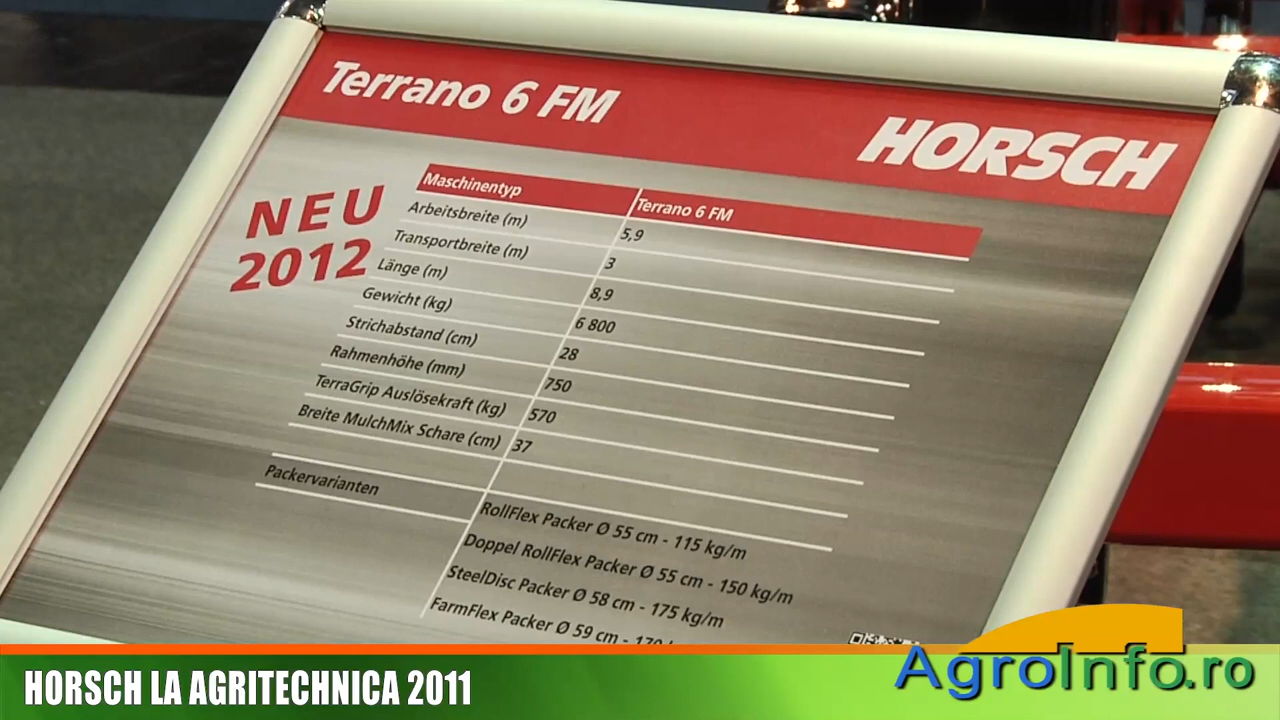 Terrano 6 FM
HORSCH
NEU
2012
Maschinentyp Terrano 6 FM
Arbeitsbreite (m) 5,9
Transportbreite (m) 3
Länge (m) 8,9
Gewicht (kg) 6 800
Strichabstand (cm) 28
Rahmenhöhe (mm) 750
TerraGrip Auslösekraft (kg) 570
Breite MulchMix Schare (cm) 37
Packervarianten
RollFlex Packer Ø 55 cm - 115 kg/m
Doppel RollFlex Packer Ø 55 cm - 150 kg/m
SteelDisc Packer Ø 58 cm - 175 kg/m
FarmFlex Packer Ø 59 cm -
HORSCH LA AGRITECHNICA 2011
AgroInfo.ro